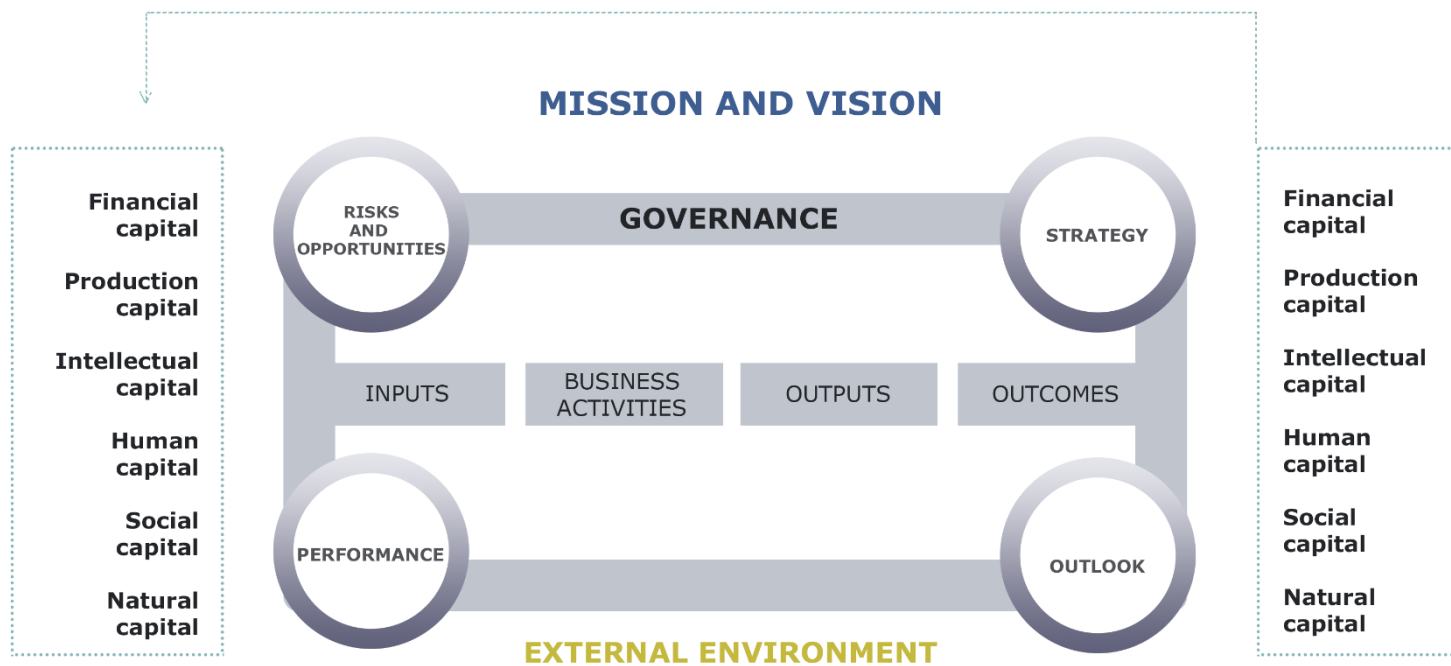 MISSION AND VISION
Financial
capital
Production
capital
Intellectual
capital
Human
capital
Social
capital
Natural
capital
RISKS
AND
OPPORTUNITIES
GOVERNANCE
STRATEGY
INPUTS
BUSINESS
ACTIVITIES
OUTPUTS
OUTCOMES
PERFORMANCE
OUTLOOK
EXTERNAL ENVIRONMENT
Financial
capital
Production
capital
Intellectual
capital
Human
capital
Social
capital
Natural
capital